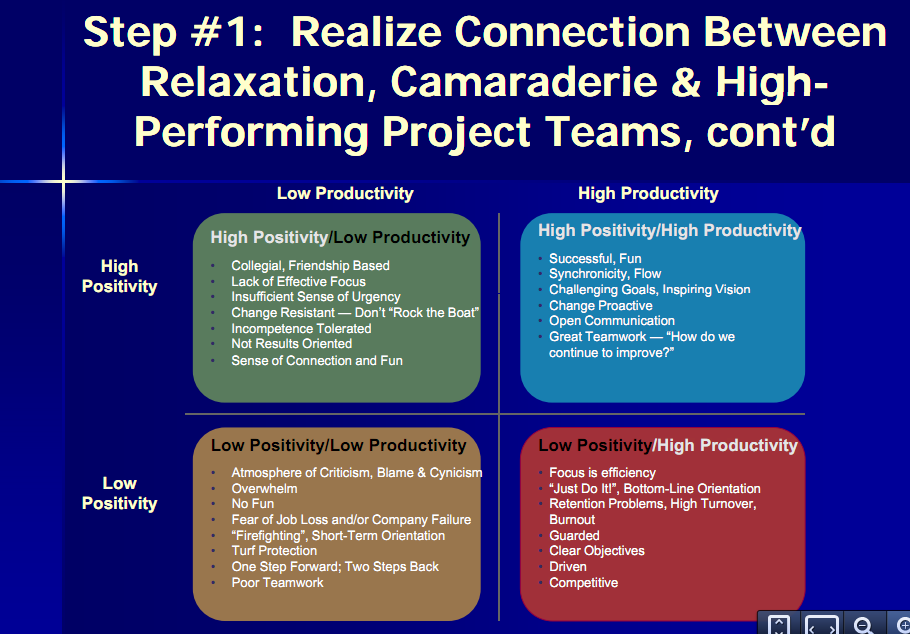 Step #1:  Realize Connection Between
Relaxation, Camaraderie & High-
Performing Project Teams, cont’d
Low Productivity
High Productivity
High
Positivity
High Positivity/Low Productivity
• Collegial, Friendship Based
• Lack of Effective Focus
• Insufficient Sense of Urgency
• Change Resistant — Don’t “Rock the Boat”
• Incompetence Tolerated
• Not Results Oriented
• Sense of Connection and Fun
High Positivity/High Productivity
• Successful, Fun
• Synchronicity, Flow
• Challenging Goals, Inspiring Vision
• Change Proactive
• Open Communication
• Great Teamwork — “How do we
continue to improve?”
Low
Positivity
Low Positivity/Low Productivity
• Atmosphere of Criticism, Blame & Cynicism
• Overwhelm
• No Fun
• Fear of Job Loss and/or Company Failure
• “Firefighting”, Short-Term Orientation
• Turf Protection
• One Step Forward; Two Steps Back
• Poor Teamwork
Low Positivity/High Productivity
• Focus is efficiency
• “Just Do It!”, Bottom-Line Orientation
• Retention Problems, High Turnover,
Burnout
• Guarded
• Clear Objectives
• Driven
• Competitive